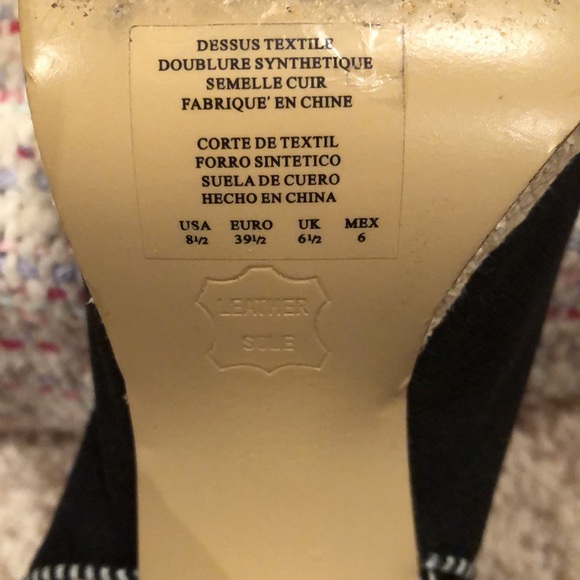 DESSUS TEXTILE
DOUBLURE SYNTHETIQUE
SEMELLE CUIR
FABRIQUE' EN CHINE
CORTE DE TEXTIL
FORRO SINTETICO
SUELA DE CUERO
HECHO EN CHINA
USA EURO UK MEX
8½ 39½ 6½ 6
LEATHER
SOLE